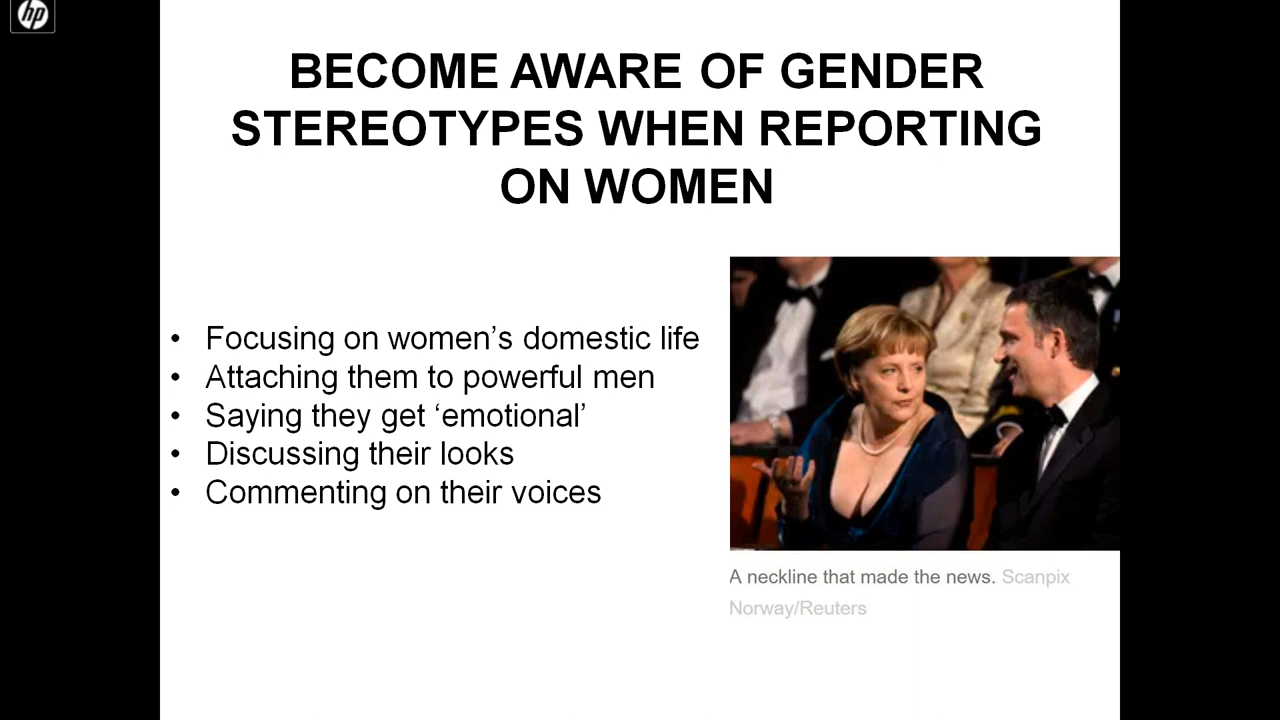 hp
BECOME AWARE OF GENDER
STEREOTYPES WHEN REPORTING
ON WOMEN
• Focusing on women’s domestic life
• Attaching them to powerful men
• Saying they get ‘emotional’
• Discussing their looks
• Commenting on their voices
A neckline that made the news. Scanpix
Norway/Reuters